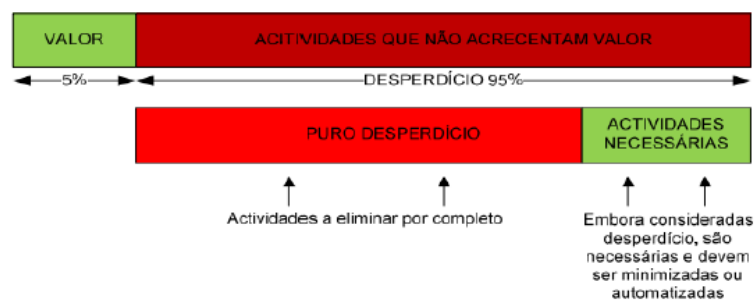 VALOR
ACITIVIDADES QUE NÃO ACRECENTAM VALOR
5%
DESPERDÍCIO 95%
PURO DESPERDÍCIO
ACTIVIDADES
NECESSÁRIAS
Actividades a eliminar por completo
Embora consideradas
desperdício, são
necessárias e devem
ser minimizadas ou
automatizadas